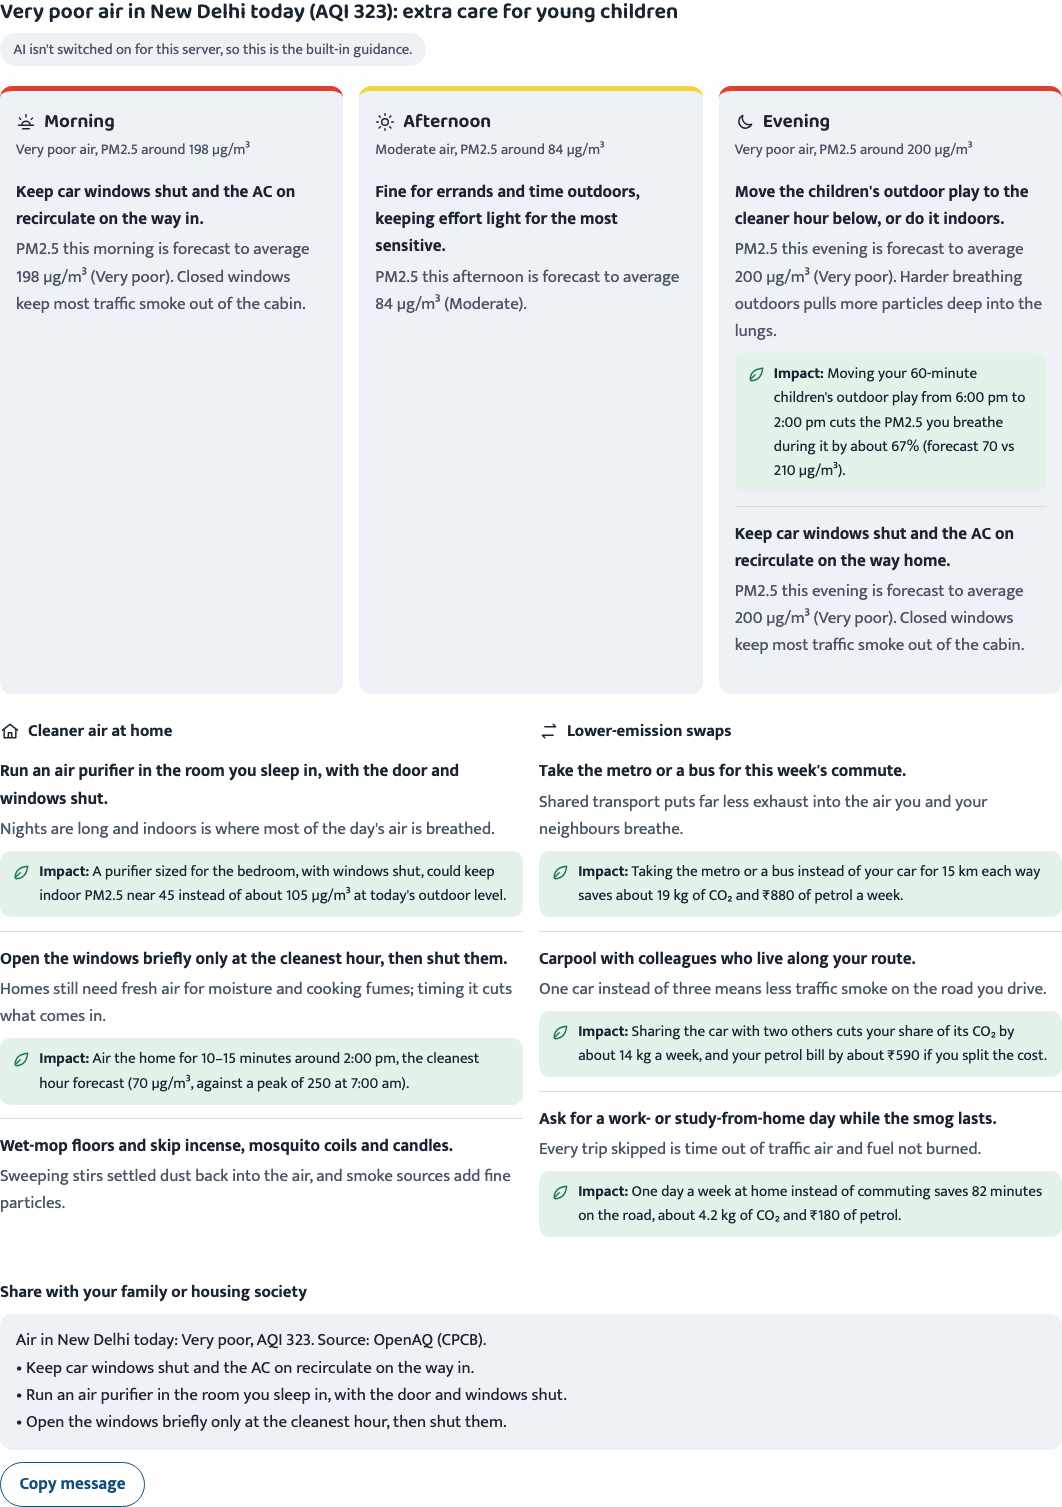 Very poor air in New Delhi today (AQI 323): extra care for young children
AI isn't switched on for this server, so this is the built-in guidance.
Morning
Very poor air, PM2.5 around 198 µg/m³
Keep car windows shut and the AC on
recirculate on the way in.
PM2.5 this morning is forecast to average
198 µg/m³ (Very poor). Closed windows
keep most traffic smoke out of the cabin.
Afternoon
Moderate air, PM2.5 around 84 µg/m³
Fine for errands and time outdoors,
keeping effort light for the most
sensitive.
PM2.5 this afternoon is forecast to average
84 µg/m³ (Moderate).
Evening
Very poor air, PM2.5 around 200 µg/m³
Move the children's outdoor play to the
cleaner hour below, or do it indoors.
PM2.5 this evening is forecast to average
200 µg/m³ (Very poor). Harder breathing
outdoors pulls more particles deep into the
lungs.
Impact: Moving your 60-minute
children's outdoor play from 6:00 pm to
2:00 pm cuts the PM2.5 you breathe
during it by about 67% (forecast 70 vs
210 µg/m³).
Keep car windows shut and the AC on
recirculate on the way home.
PM2.5 this evening is forecast to average
200 µg/m³ (Very poor). Closed windows
keep most traffic smoke out of the cabin.
Cleaner air at home
Run an air purifier in the room you sleep in, with the door and
windows shut.
Nights are long and indoors is where most of the day's air is breathed.
Impact: A purifier sized for the bedroom, with windows shut, could keep
indoor PM2.5 near 45 instead of about 105 µg/m³ at today's outdoor level.
Open the windows briefly only at the cleanest hour, then shut them.
Homes still need fresh air for moisture and cooking fumes; timing it cuts
what comes in.
Impact: Air the home for 10–15 minutes around 2:00 pm, the cleanest
hour forecast (70 µg/m³, against a peak of 250 at 7:00 am).
Wet-mop floors and skip incense, mosquito coils and candles.
Sweeping stirs settled dust back into the air, and smoke sources add fine
particles.
Lower-emission swaps
Take the metro or a bus for this week's commute.
Shared transport puts far less exhaust into the air you and your
neighbours breathe.
Impact: Taking the metro or a bus instead of your car for 15 km each way
saves about 19 kg of CO₂ and ₹880 of petrol a week.
Carpool with colleagues who live along your route.
One car instead of three means less traffic smoke on the road you drive.
Impact: Sharing the car with two others cuts your share of its CO₂ by
about 14 kg a week, and your petrol bill by about ₹590 if you split the cost.
Ask for a work- or study-from-home day while the smog lasts.
Every trip skipped is time out of traffic air and fuel not burned.
Impact: One day a week at home instead of commuting saves 82 minutes
on the road, about 4.2 kg of CO₂ and ₹180 of petrol.
Share with your family or housing society
Air in New Delhi today: Very poor, AQI 323. Source: OpenAQ (CPCB).
• Keep car windows shut and the AC on recirculate on the way in.
• Run an air purifier in the room you sleep in, with the door and windows shut.
• Open the windows briefly only at the cleanest hour, then shut them.
Copy message